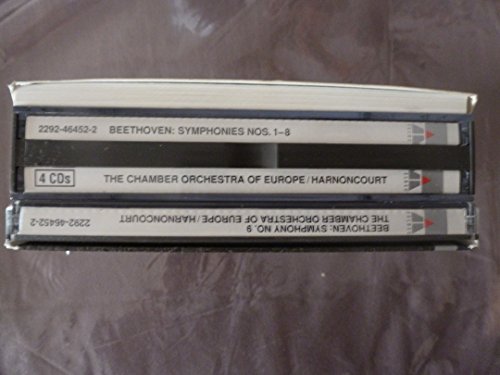 2292-46452-2 BEETHOVEN: SYMPHONIES NOS. 1-8
4 CDs THE CHAMBER ORCHESTRA OF EUROPE/HARNONCOURT
BEETHOVEN: SYMPHONY NO. 9
THE CHAMBER ORCHESTRA OF EUROPE/HARNONCOURT
2292-46452-2